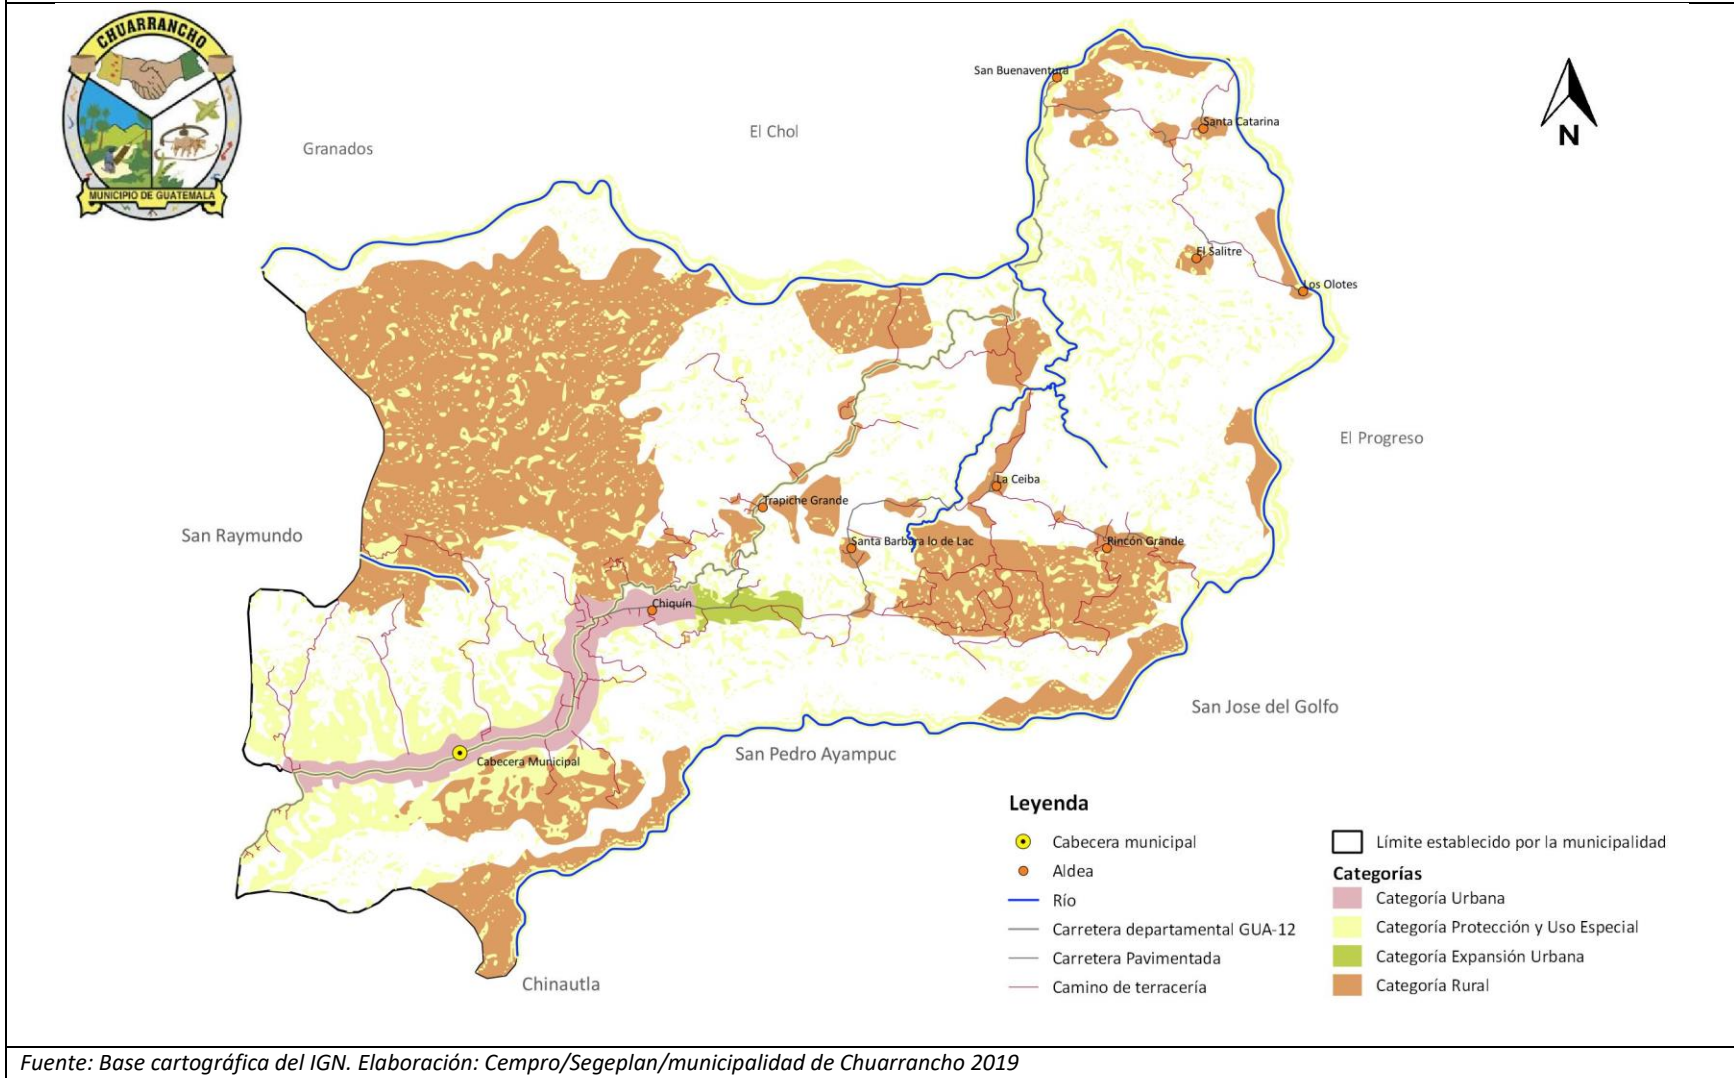 CHUARRANCHO
MUNICIPIO DE GUATEMALA
San Buenaventura
El Chol
Santa Catarina
Granados
N
El Salitre
Los Olotes
El Progreso
La Ceiba
Trapiche Grande
San Raymundo
Santa Barbara lo de Lac
Rincón Grande
Chiquín
San Jose del Golfo
San Pedro Ayampuc
Cabecera Municipal
Chinautla
Leyenda
Cabecera municipal
Aldea
Río
Carretera departamental GUA-12
Carretera Pavimentada
Camino de terracería
Límite establecido por la municipalidad
Categorías
Categoría Urbana
Categoría Protección y Uso Especial
Categoría Expansión Urbana
Categoría Rural
Fuente: Base cartográfica del IGN. Elaboración: Cempro/Segeplan/municipalidad de Chuarrancho 2019